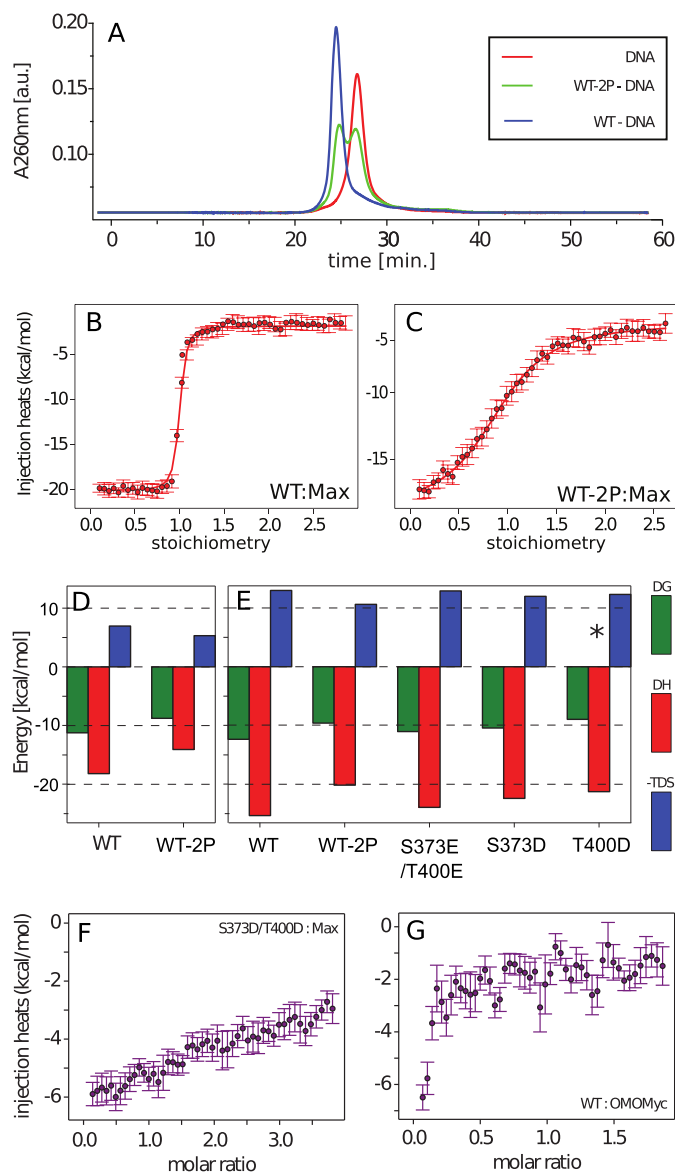 A
A260nm [a.u.]
0.20
0.15
0.10
DNA
WT-2P - DNA
WT - DNA
0 10 20 30 40 50 60
time [min.]
B
Injection heats (kcal/mol)
-5
-10
-15
-20
WT:Max
0.0 0.5 1.0 1.5 2.0 2.5
stoichiometry
C
-5
-10
-15
WT-2P:Max
0.0 0.5 1.0 1.5 2.0 2.5
stoichiometry
D
Energy [kcal/mol]
10
0
-10
-20
WT WT-2P
E
*
WT WT-2P S373E S373D T400D
/T400E
DG
DH
-TDS
F
injection heats (kcal/mol)
S373D/T400D : Max
0
-2
-4
-6
0.0 1.0 2.0 3.0
molar ratio
G
0
-2
-4
-6
WT : OMOMyc
0.0 0.5 1.0 1.5
molar ratio